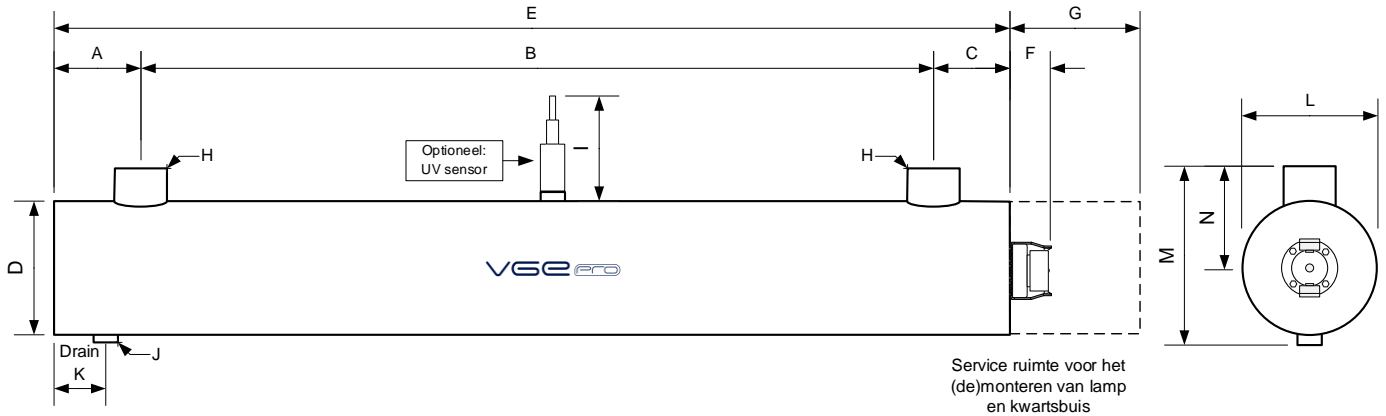 E
G
A
B
C
F
L
H
Optioneel:
UV sensor
I
H
D
M
N
VGE PRO
Drain
J
K
Service ruimte voor het
(de)monteren van lamp
en kwartsbuis